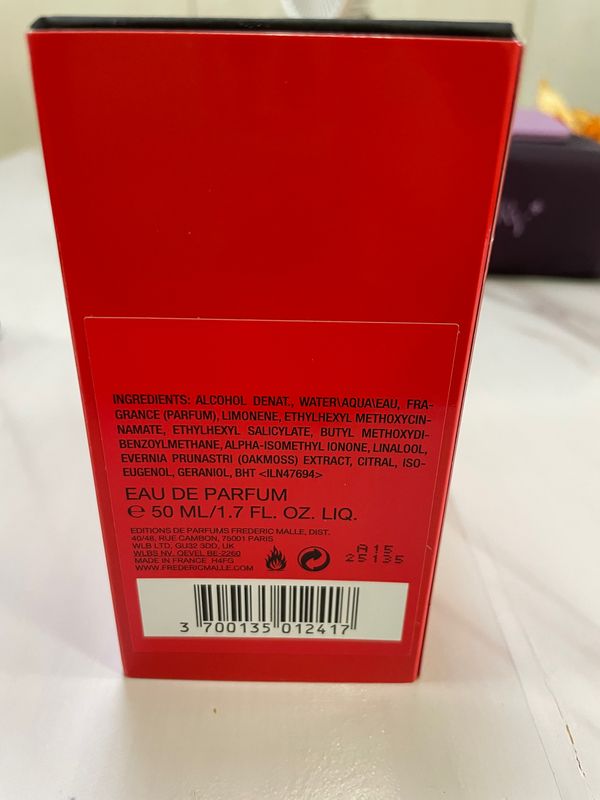 INGREDIENTS: ALCOHOL DENAT., WATER\AQUA\EAU, FRA-
GRANCE (PARFUM), LIMONENE, ETHYLHEXYL METHOXYCIN-
NAMATE, ETHYLHEXYL SALICYLATE, BUTYL METHOXYDI-
BENZOYLMETHANE, ALPHA-ISOMETHYL IONONE, LINALOOL,
EVERNIA PRUNASTRI (OAKMOSS) EXTRACT, CITRAL, ISO-
EUGENOL, GERANIOL, BHT <ILN47694>
EAU DE PARFUM
℮ 50 ML/1.7 FL. OZ. LIQ.
EDITIONS DE PARFUMS FREDERIC MALLE, DIST.
40/48, RUE CAMBON, 75001 PARIS
WLB LTD, GU32 3DD, UK
WLBS NV. OEVEL BE-2260
MADE IN FRANCE H4FG
WWW.FREDERICMALLE.COM
A15
25135
3 700135 012417